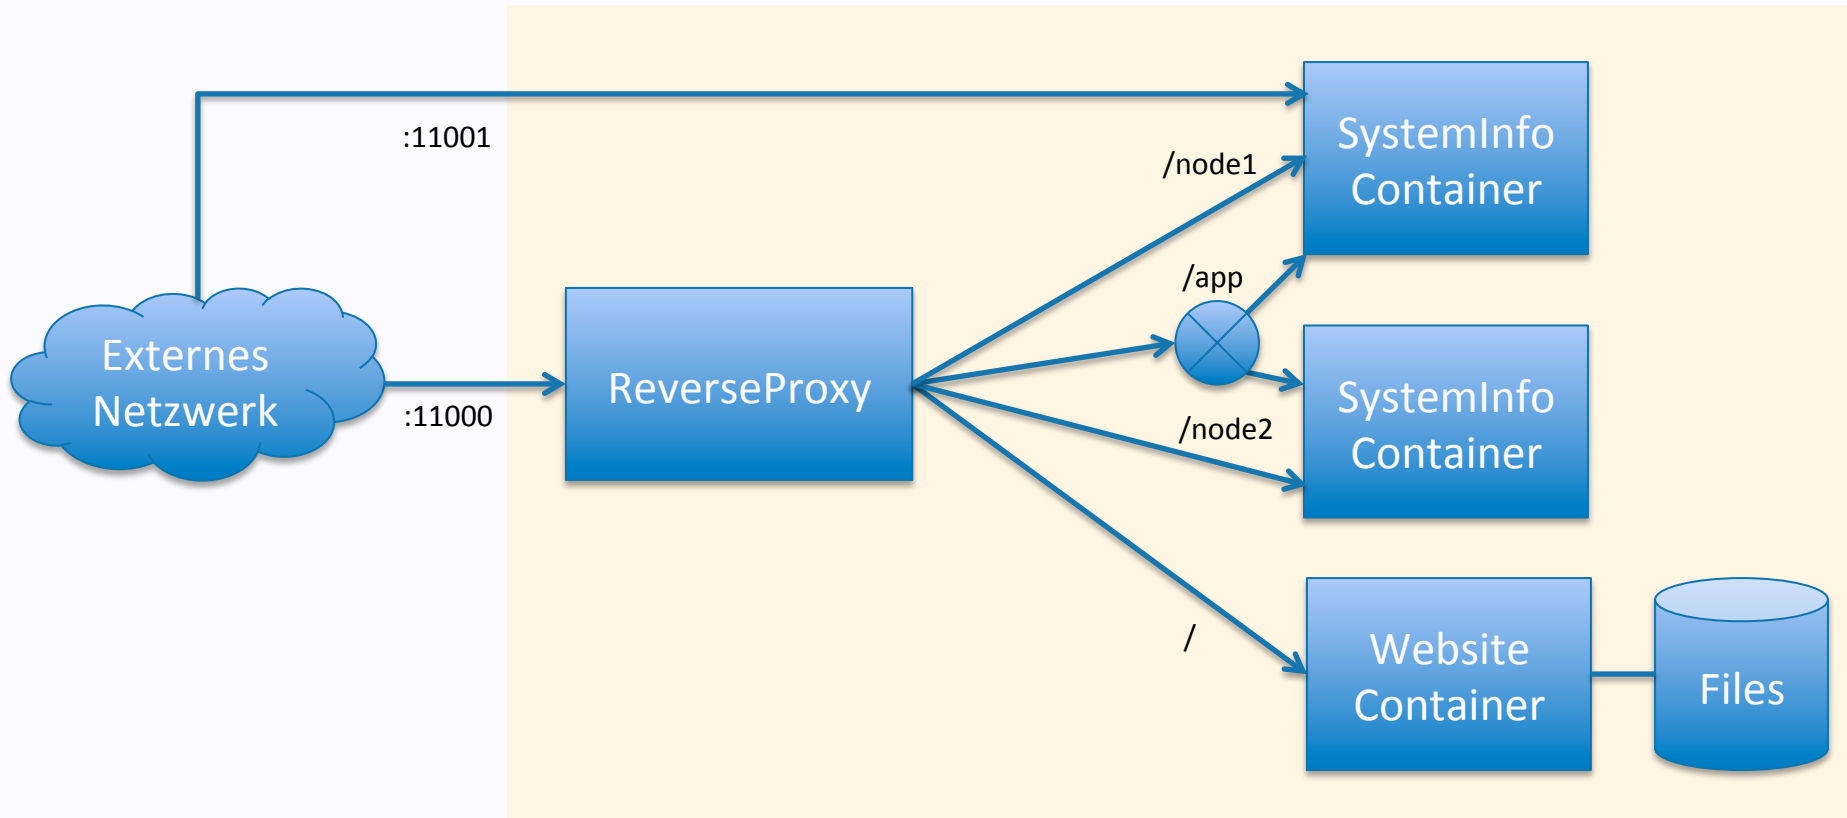 :11001
SystemInfo
Container
/node1
/app
Externes
Netzwerk
:11000
ReverseProxy
SystemInfo
Container
/node2
/
Website
Container
Files